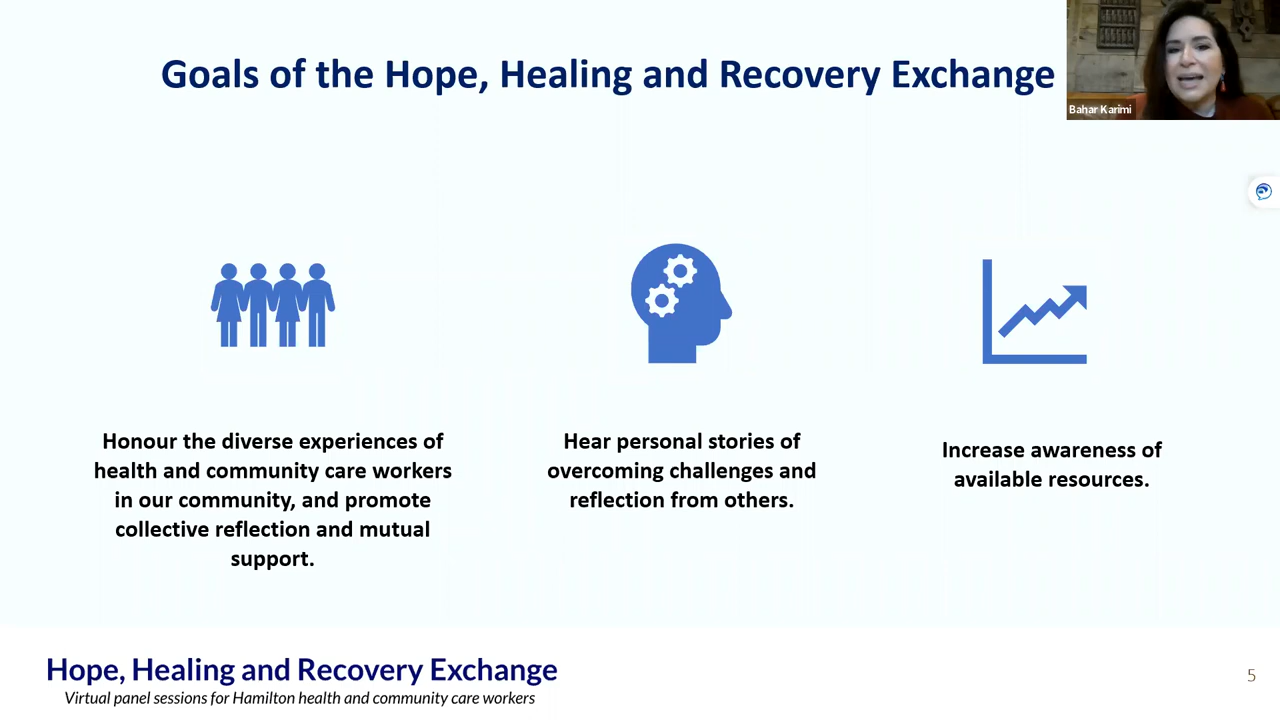 Goals of the Hope, Healing and Recovery Exchange
Bahar Karimi
Honour the diverse experiences of
health and community care workers
in our community, and promote
collective reflection and mutual
support.
Hear personal stories of
overcoming challenges and
reflection from others.
Increase awareness of
available resources.
Hope, Healing and Recovery Exchange
Virtual panel sessions for Hamilton health and community care workers
5